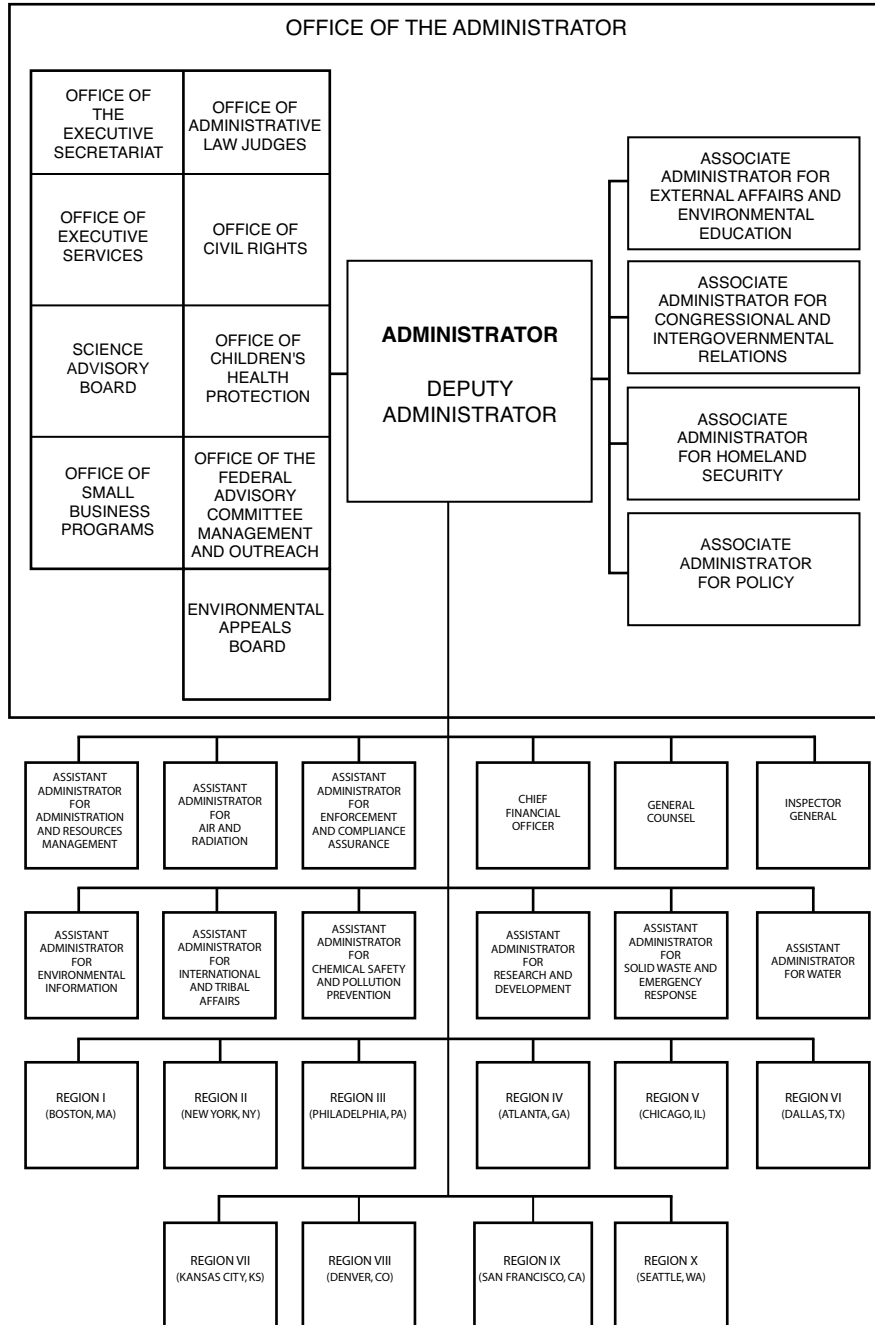 OFFICE OF THE ADMINISTRATOR
OFFICE OF
THE
EXECUTIVE
SECRETARIAT
OFFICE OF
ADMINISTRATIVE
LAW JUDGES
OFFICE OF
EXECUTIVE
SERVICES
OFFICE OF
CIVIL RIGHTS
SCIENCE
ADVISORY
BOARD
OFFICE OF
CHILDREN'S
HEALTH
PROTECTION
OFFICE OF
SMALL
BUSINESS
PROGRAMS
OFFICE OF THE
FEDERAL
ADVISORY
COMMITTEE
MANAGEMENT
AND OUTREACH
ENVIRONMENTAL
APPEALS
BOARD
ADMINISTRATOR
DEPUTY
ADMINISTRATOR
ASSOCIATE
ADMINISTRATOR FOR
EXTERNAL AFFAIRS AND
ENVIRONMENTAL
EDUCATION
ASSOCIATE
ADMINISTRATOR FOR
CONGRESSIONAL AND
INTERGOVERNMENTAL
RELATIONS
ASSOCIATE
ADMINISTRATOR
FOR HOMELAND
SECURITY
ASSOCIATE
ADMINISTRATOR
FOR POLICY
ASSISTANT
ADMINISTRATOR
FOR
ADMINISTRATION
AND RESOURCES
MANAGEMENT
ASSISTANT
ADMINISTRATOR
FOR
AIR AND
RADIATION
ASSISTANT
ADMINISTRATOR
FOR
ENFORCEMENT
AND COMPLIANCE
ASSURANCE
CHIEF
FINANCIAL
OFFICER
GENERAL
COUNSEL
INSPECTOR
GENERAL
ASSISTANT
ADMINISTRATOR
FOR
ENVIRONMENTAL
INFORMATION
ASSISTANT
ADMINISTRATOR
FOR
INTERNATIONAL
AND TRIBAL
AFFAIRS
ASSISTANT
ADMINISTRATOR
FOR
CHEMICAL SAFETY
AND POLLUTION
PREVENTION
ASSISTANT
ADMINISTRATOR
FOR
RESEARCH AND
DEVELOPMENT
ASSISTANT
ADMINISTRATOR
FOR
SOLID WASTE AND
EMERGENCY
RESPONSE
ASSISTANT
ADMINISTRATOR
FOR WATER
REGION I
(BOSTON, MA)
REGION II
(NEW YORK, NY)
REGION III
(PHILADELPHIA, PA)
REGION IV
(ATLANTA, GA)
REGION V
(CHICAGO, IL)
REGION VI
(DALLAS, TX)
REGION VII
(KANSAS CITY, KS)
REGION VIII
(DENVER, CO)
REGION IX
(SAN FRANCISCO, CA)
REGION X
(SEATTLE, WA)